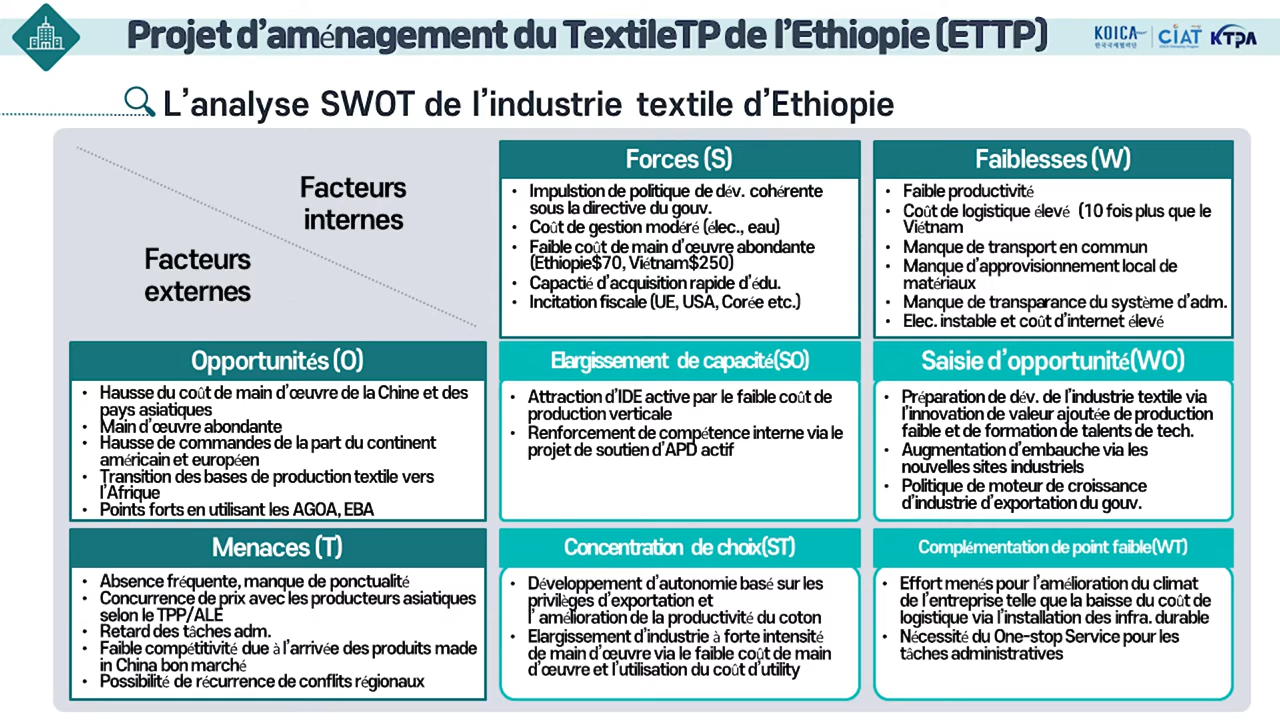 Projet d'aménagement du TextileTP de l'Ethiopie (ETTP)
KOICA
한국국제협력단
CIAT
KTPA
L'analyse SWOT de l'industrie textile d'Ethiopie
Facteurs
internes
Facteurs
externes
Forces (S)
• Impulstion de politique de dév. cohérente
sous la directive du gouv.
• Coût de gestion modéré (élec., eau)
• Faible coût de main d'œuvre abondante
(Ethiopie$70, Viétnam$250)
• Capactié d'acquisition rapide d'édu.
• Incitation fiscale (UE, USA, Corée etc.)
Faiblesses (W)
• Faible productivité
• Coût de logistique élevé (10 fois plus que le
Viétnam
• Manque de transport en commun
• Manque d'approvisionnement local de
matériaux
• Manque de transparance du système d'adm.
• Elec. instable et coût d'internet élevé
Opportunités (O)
• Hausse du coût de main d'œuvre de la Chine et des
pays asiatiques
• Main d'œuvre abondante
• Hausse de commandes de la part du continent
américain et européen
• Transition des bases de production textile vers
l'Afrique
• Points forts en utilisant les AGOA, EBA
Elargissement de capacité(SO)
• Attraction d'IDE active par le faible coût de
production verticale
• Renforcement de compétence interne via le
projet de soutien d'APD actif
Saisie d'opportunité(WO)
• Préparation de dév. de l'industrie textile via
l'innovation de valeur ajoutée de production
faible et de formation de talents de tech.
• Augmentation d'embauche via les
nouvelles sites industriels
• Politique de moteur de croissance
d'industrie d'exportation du gouv.
Menaces (T)
• Absence fréquente, manque de ponctualité
• Concurrence de prix avec les producteurs asiatiques
selon le TPP/ALE
• Retard des tâches adm.
• Faible compétitivité due à l'arrivée des produits made
in China bon marché
• Possibilité de récurrence de conflits régionaux
Concentration de choix(ST)
• Développement d'autonomie basé sur les
privilèges d'exportation et
l' amélioration de la productivité du coton
• Elargissement d'industrie à forte intensité
de main d'œuvre via le faible coût de main
d'œuvre et l'utilisation du coût d'utility
Complémentation de point faible(WT)
• Effort menés pour l'amélioration du climat
de l'entreprise telle que la baisse du coût de
logistique via l'installation des infra. durable
• Nécessité du One-stop Service pour les
tâches administratives